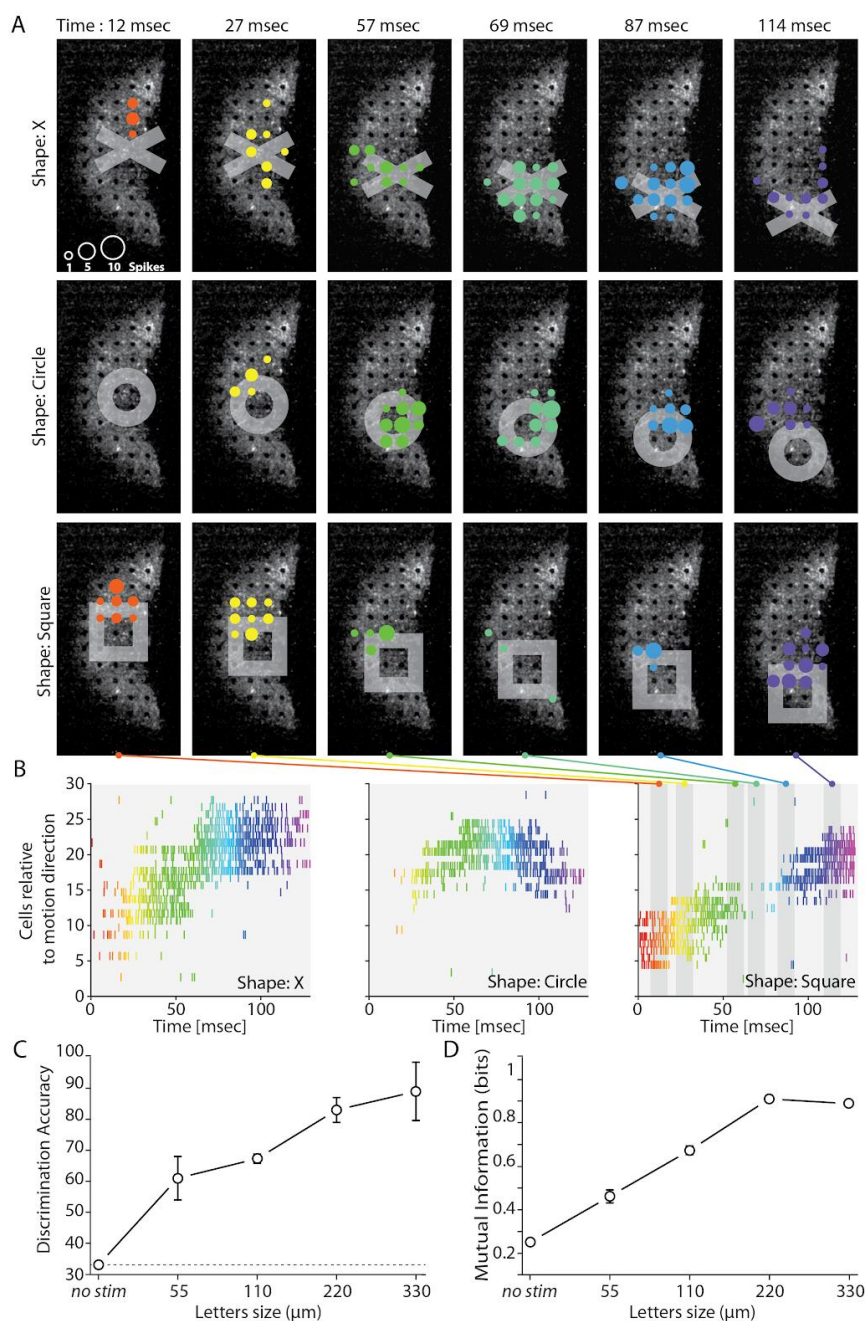 A
Time : 12 msec 27 msec 57 msec 69 msec 87 msec 114 msec
Shape: X
1 5 10 Spikes
Shape: Circle
Shape: Square
B
Cells relative
to motion direction
30
25
20
15
10
5
0
Shape: X
Shape: Circle
Shape: Square
0 50 100
50 100
0 50 100
Time [msec] Time [msec] Time [msec]
C
Discrimination Accuracy
100
90
80
70
60
50
40
30
no stim 55 110 220 330
Letters size (µm)
D
Mutual Information (bits)
1
0.8
0.6
0.4
0.2
no stim 55 110 220 330
Letters size (µm)